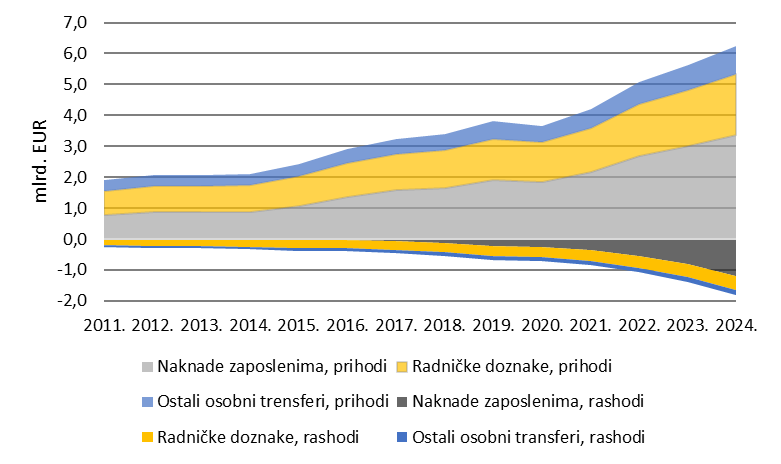 7,0
6,0
5,0
4,0
3,0
2,0
1,0
0,0
-1,0
-2,0
mlrd. EUR
2011. 2012. 2013. 2014. 2015. 2016. 2017. 2018. 2019. 2020. 2021. 2022. 2023. 2024.
Naknade zaposlenima, prihodi Radničke doznake, prihodi
Ostali osobni trensferi, prihodi Naknade zaposlenima, rashodi
Radničke doznake, rashodi Ostali osobni transferi, rashodi